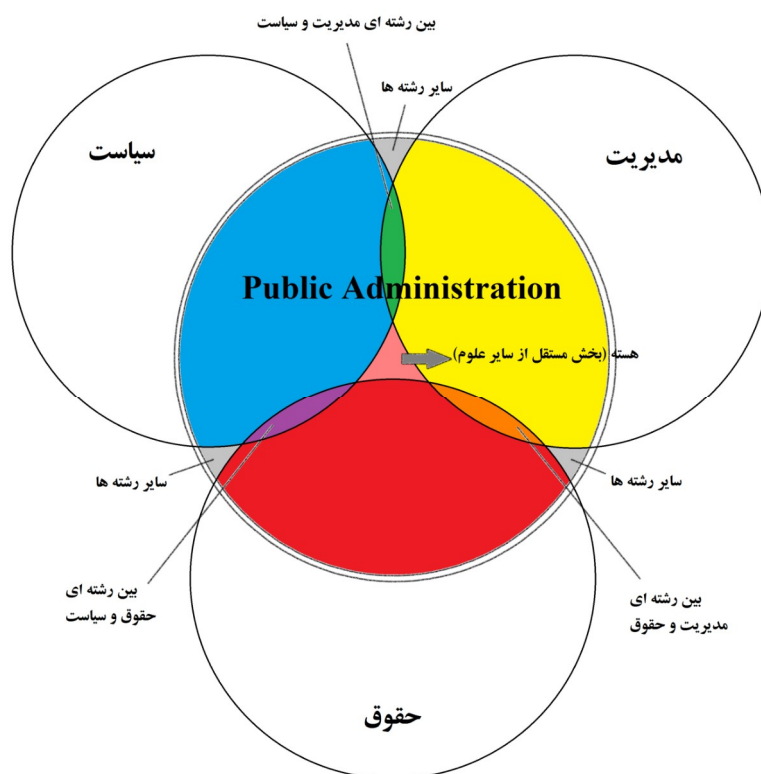 بین رشته ای مدیریت و سیاست
سایر رشته ها
سیاست
مدیریت
Public Administration
هسته (بخش مستقل از سایر علوم)
سایر رشته ها
سایر رشته ها
بین رشته ای
حقوق و سیاست
بین رشته ای
مدیریت و حقوق
حقوق